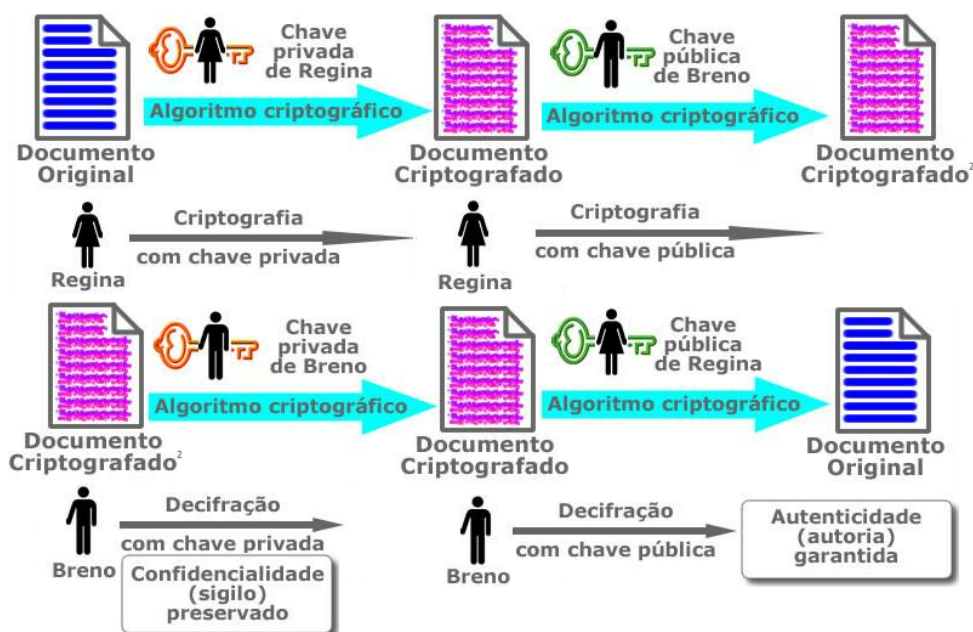 Chave
privada
de Regina
Chave
pública
de Breno
Algoritmo criptográfico
Algoritmo criptográfico
Documento
Original
Documento
Criptografado
Documento
Criptografado²
Criptografia
com chave privada
Criptografia
com chave pública
Regina
Regina
Chave
privada
de Breno
Chave
pública
de Regina
Algoritmo criptográfico
Algoritmo criptográfico
Documento
Criptografado²
Documento
Criptografado
Documento
Original
Decifração
com chave privada
Decifração
com chave pública
Breno
Breno
Confidencialidade
(sigilo)
preservado
Autenticidade
(autoria)
garantida